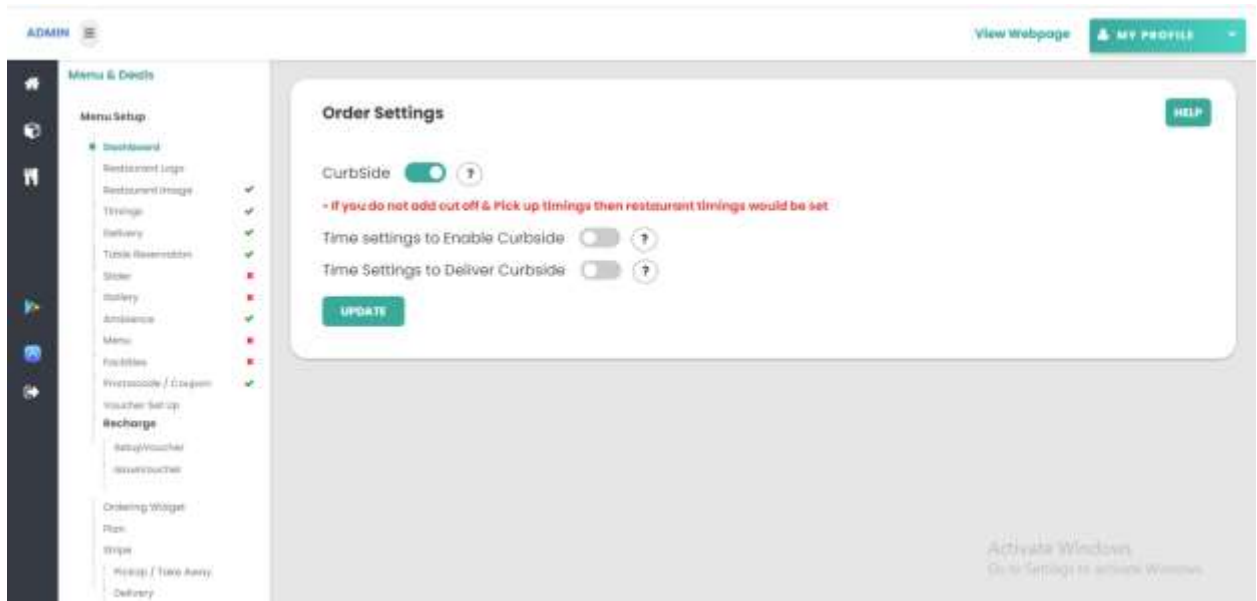 ADMIN
View Webpage
MY PROFILE
Menu & Deals
Menu Setup
Dashboard
Restaurant Logo
Restaurant Image
Timings
Delivery
Table Reservation
Slider
Gallery
Ambience
Menu
Facilities
Promocode / Coupon
Voucher Set Up
Recharge
SetupVoucher
IssueVoucher
Ordering Widget
Plan
Stripe
Pickup / Take Away
Delivery
Order Settings
HELP
CurbSide ?
- If you do not add cut off & Pick up timings then restaurant timings would be set
Time settings to Enable Curbside ?
Time Settings to Deliver Curbside ?
UPDATE
Activate Windows
Go to Settings to activate Windows.